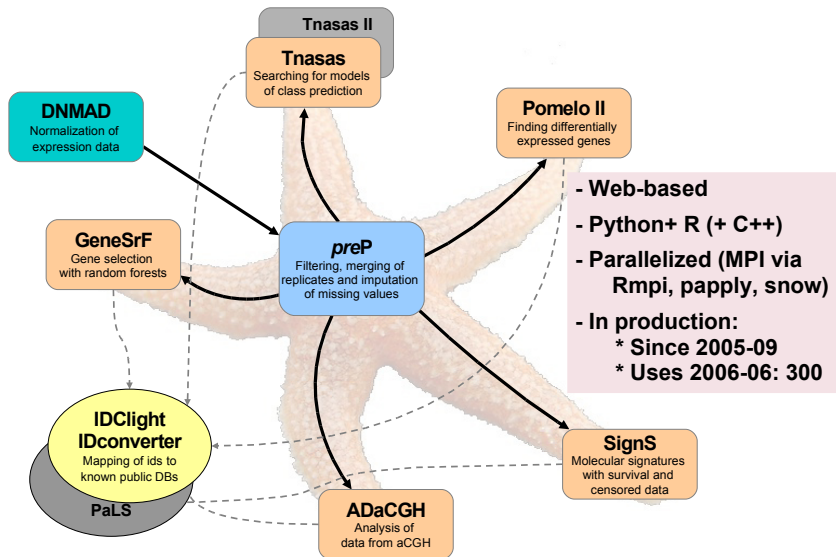 Tnasas II
Tnasas
Searching for models
of class prediction
DNMAD
Normalization of
expression data
Pomelo II
Finding differentially
expressed genes
GeneSrF
Gene selection
with random forests
preP
Filtering, merging of
replicates and imputation
of missing values
- Web-based
- Python+ R (+ C++)
- Parallelized (MPI via
Rmpi, papply, snow)
- In production:
* Since 2005-09
* Uses 2006-06: 300
IDClight
IDconverter
Mapping of ids to
known public DBs
PaLS
ADaCGH
Analysis of
data from aCGH
SignS
Molecular signatures
with survival and
censored data